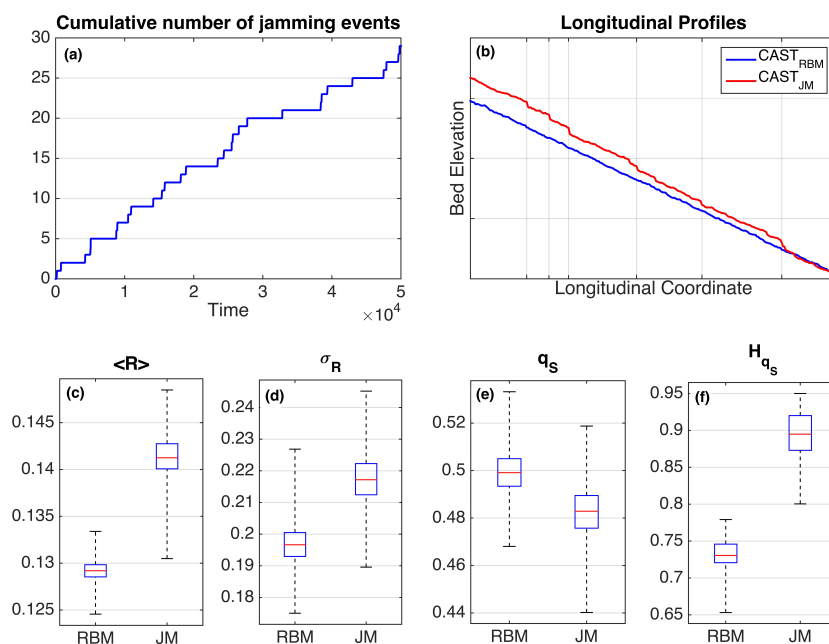 Cumulative number of jamming events
(a)
30
25
20
15
10
5
0
0 1 2 3 4 5
Time
×10⁴
Longitudinal Profiles
(b)
CAST_RBM
CAST_JM
Bed Elevation
Longitudinal Coordinate
<R>
(c)
0.145
0.14
0.135
0.13
0.125
RBM JM
σ_R
(d)
0.24
0.23
0.22
0.21
0.2
0.19
0.18
RBM JM
q_S
(e)
0.52
0.5
0.48
0.46
0.44
RBM JM
H_q_S
(f)
0.95
0.9
0.85
0.8
0.75
0.7
0.65
RBM JM